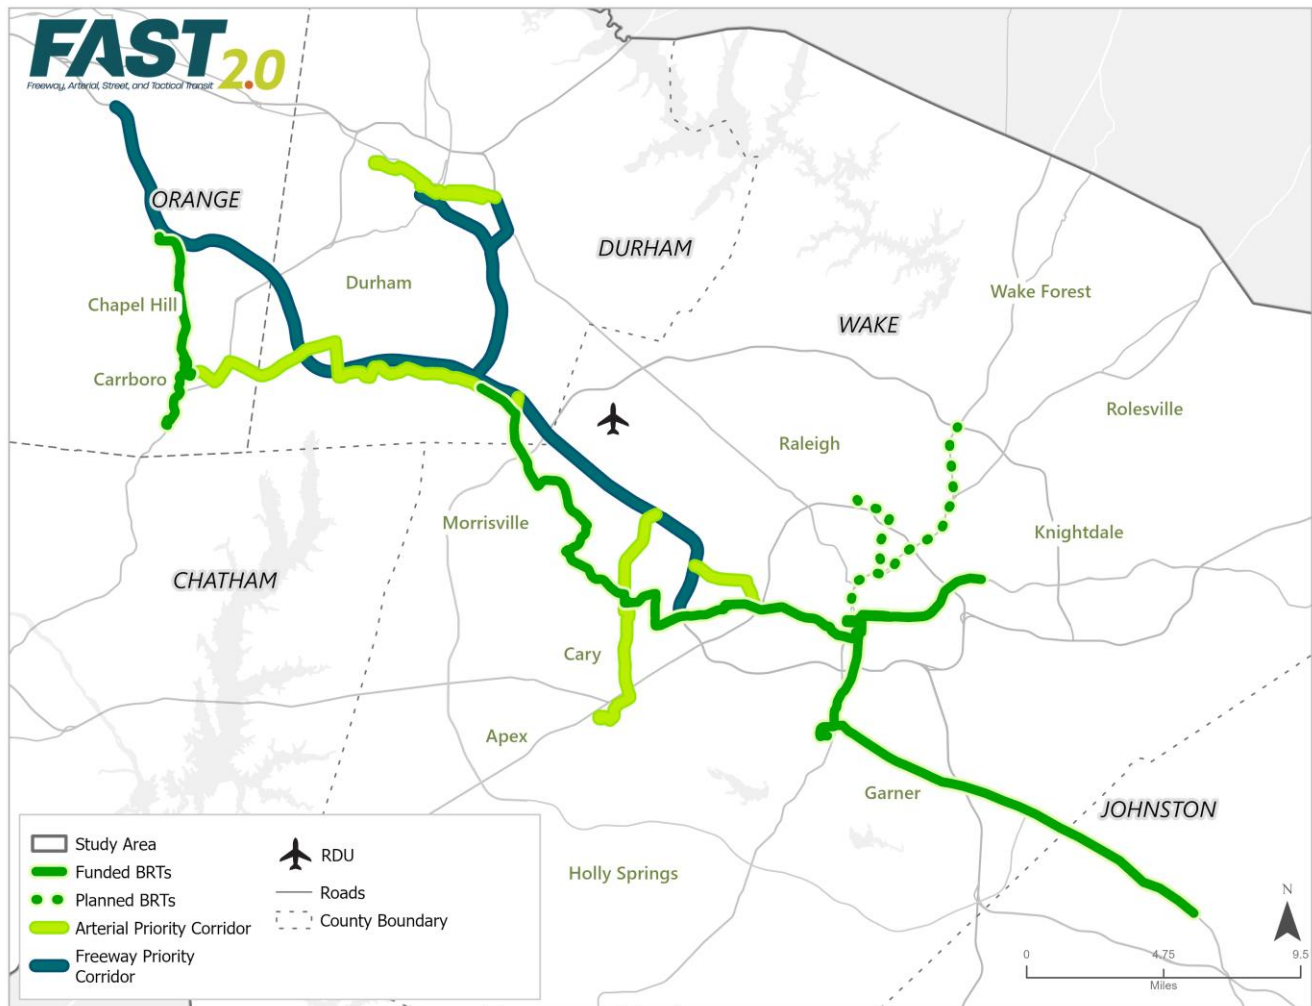 FAST 2.0
Freeway, Arterial, Street, and Tactical Transit
ORANGE
DURHAM
Durham
Chapel Hill
Wake Forest
WAKE
Carrboro
Rolesville
Raleigh
Morrisville
Knightdale
CHATHAM
Cary
Apex
Garner
JOHNSTON
Holly Springs
Study Area
Funded BRTs
Planned BRTs
Arterial Priority Corridor
Freeway Priority
Corridor
RDU
Roads
County Boundary
N
0 4.75 9.5
Miles